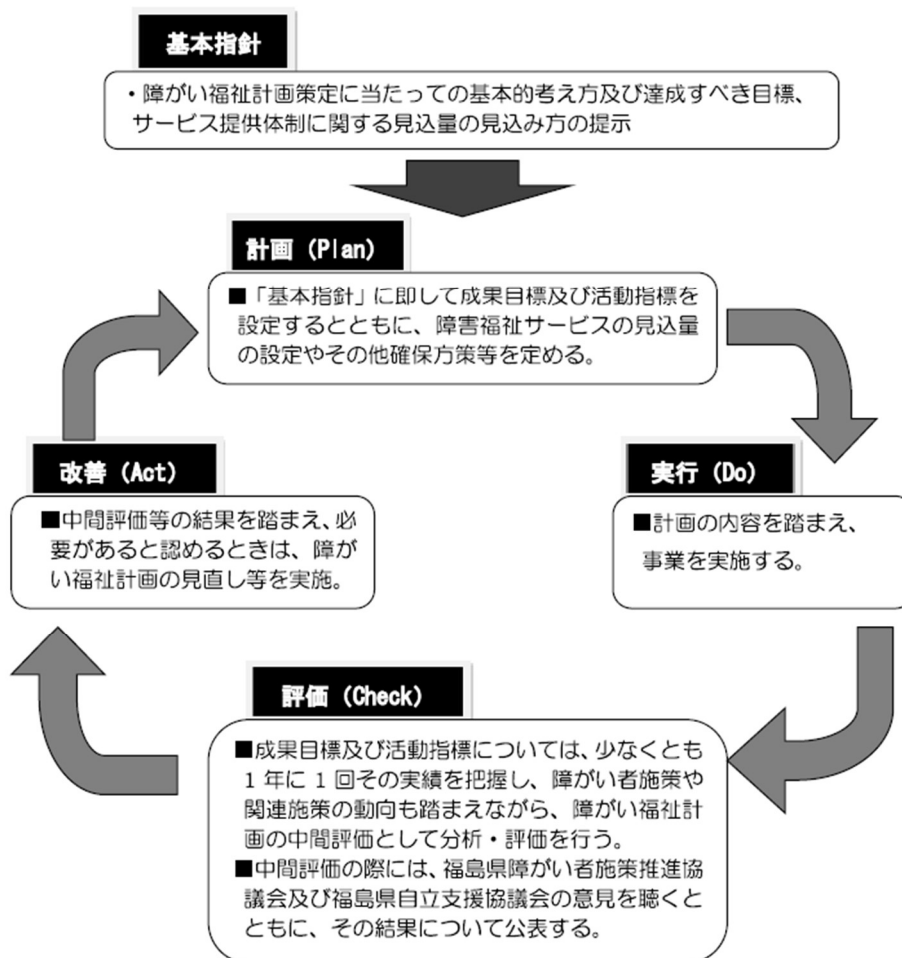 基本指針
・障がい福祉計画策定に当たっての基本的考え方及び達成すべき目標、
サービス提供体制に関する見込量の見込み方の提示
計画（Plan）
■「基本指針」に即して成果目標及び活動指標を
設定するとともに、障害福祉サービスの見込量
の設定やその他確保方策等を定める。
改善（Act）
■中間評価等の結果を踏まえ、必
要があると認めるときは、障が
い福祉計画の見直し等を実施。
実行（Do）
■計画の内容を踏まえ、
事業を実施する。
評価（Check）
■成果目標及び活動指標については、少なくとも
1年に1回その実績を把握し、障がい者施策や
関連施策の動向も踏まえながら、障がい福祉計
画の中間評価として分析・評価を行う。
■中間評価の際には、福島県障がい者施策推進協
議会及び福島県自立支援協議会の意見を聴くと
ともに、その結果について公表する。